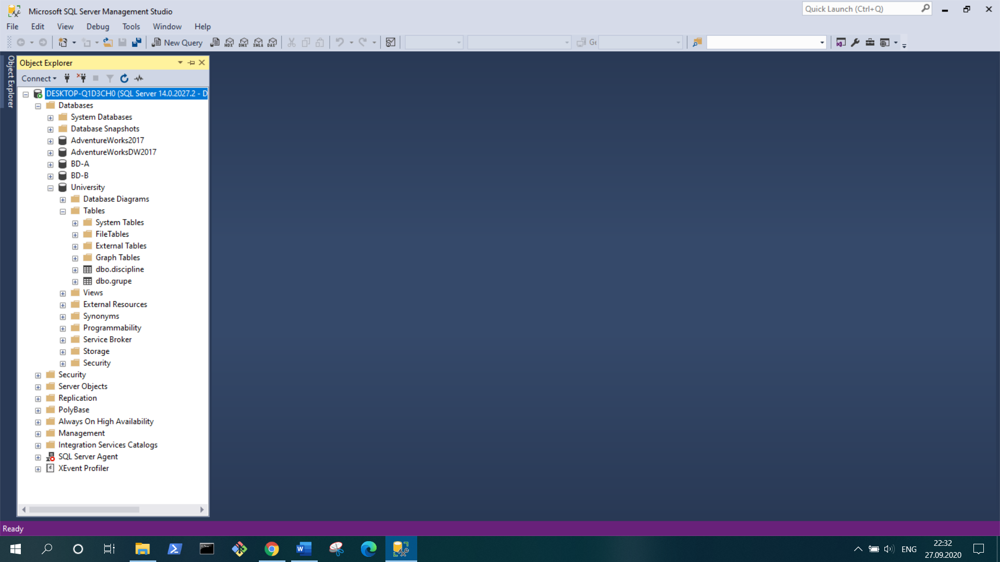 Microsoft SQL Server Management Studio
Quick Launch (Ctrl+Q)
File Edit View Debug Tools Window Help
New Query MDX DMX XMLA DAX
Object Explorer
Object Explorer
Connect
DESKTOP-Q1D3CH0 (SQL Server 14.0.2027.2 - D
Databases
System Databases
Database Snapshots
AdventureWorks2017
AdventureWorksDW2017
BD-A
BD-B
University
Database Diagrams
Tables
System Tables
FileTables
External Tables
Graph Tables
dbo.discipline
dbo.grupe
Views
External Resources
Synonyms
Programmability
Service Broker
Storage
Security
Security
Server Objects
Replication
PolyBase
Always On High Availability
Management
Integration Services Catalogs
SQL Server Agent
XEvent Profiler
Ready
ENG
22:32
27.09.2020